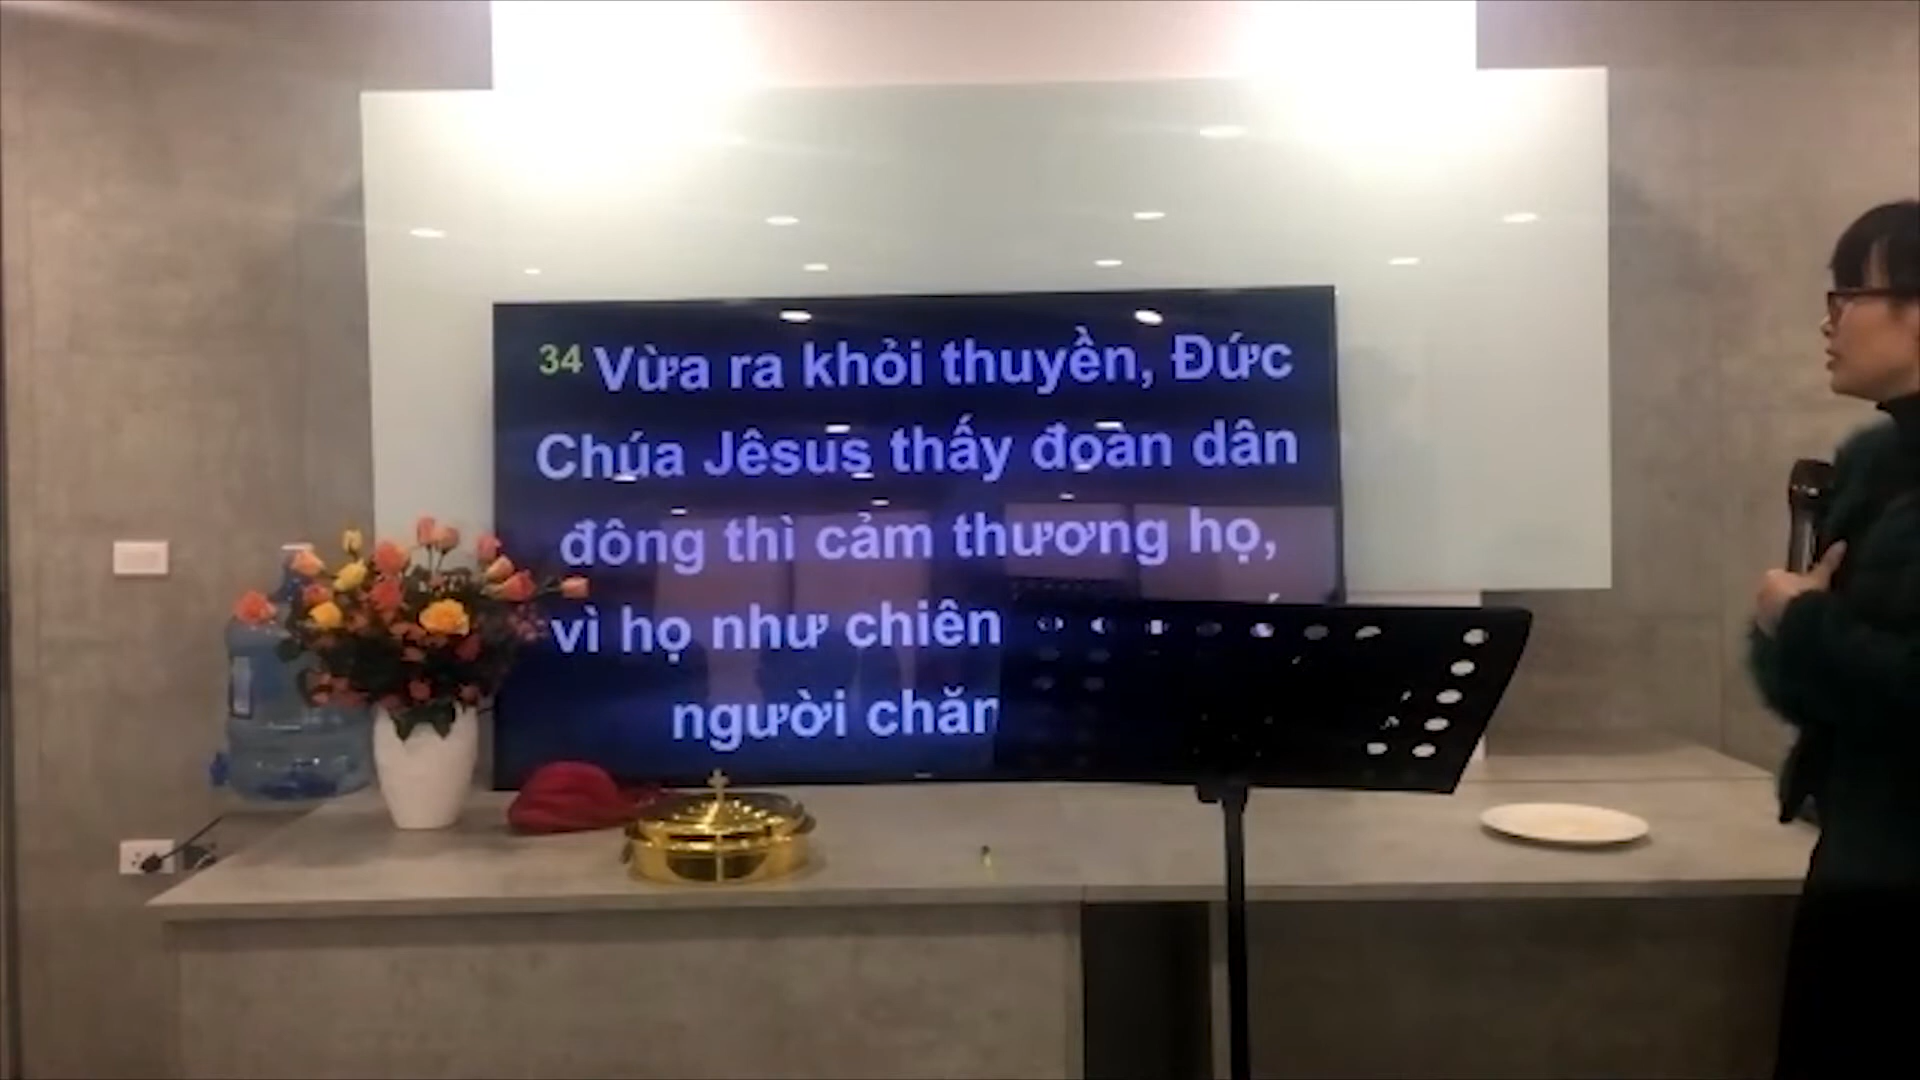 34 Vừa ra khỏi thuyền, Đức
Chúa Jêsus thấy đoàn dân
đông thì cảm thương họ,
vì họ như chiên
người chăn